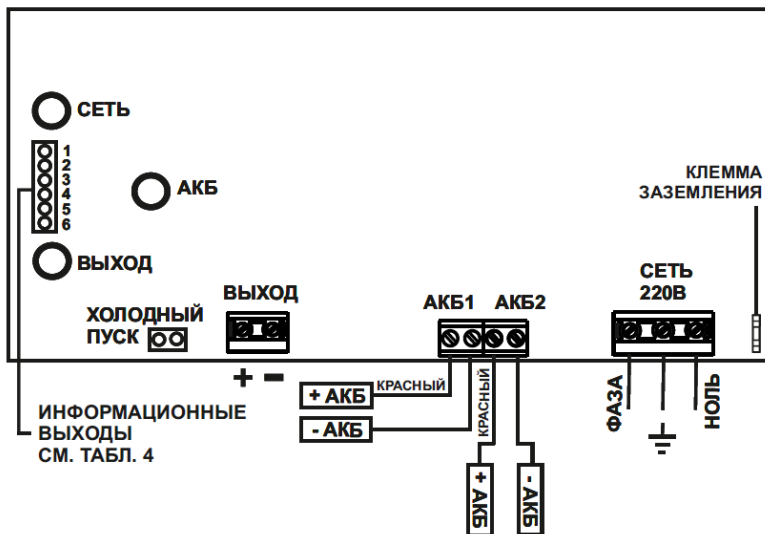 СЕТЬ
1
2
3
4
5
6
АКБ
ВЫХОД
КЛЕММА
ЗАЗЕМЛЕНИЯ
ХОЛОДНЫЙ
ПУСК
ВЫХОД
АКБ1
АКБ2
СЕТЬ
220В
+ −
ИНФОРМАЦИОННЫЕ
ВЫХОДЫ
СМ. ТАБЛ. 4
+ АКБ
КРАСНЫЙ
- АКБ
КРАСНЫЙ
+ АКБ
- АКБ
ФАЗА
НОЛЬ